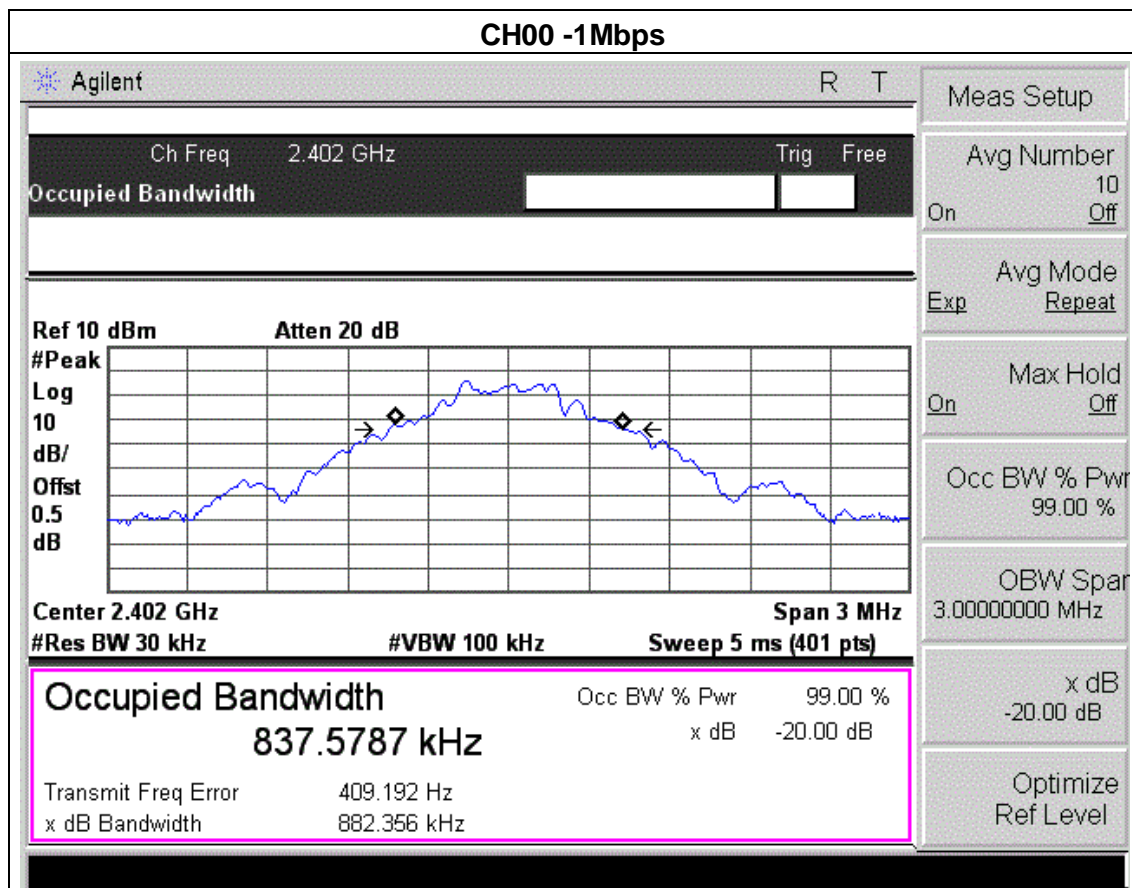 CH00 -1Mbps
Agilent R T
Ch Freq 2.402 GHz Trig Free
Occupied Bandwidth
Ref 10 dBm Atten 20 dB
#Peak
Log
10
dB/
Offst
0.5
dB
Center 2.402 GHz Span 3 MHz
#Res BW 30 kHz #VBW 100 kHz Sweep 5 ms (401 pts)
Occupied Bandwidth
837.5787 kHz
Occ BW % Pwr 99.00 %
x dB -20.00 dB
Transmit Freq Error 409.192 Hz
x dB Bandwidth 882.356 kHz
Meas Setup
Avg Number
10
On Off
Avg Mode
Exp Repeat
Max Hold
On Off
Occ BW % Pwr
99.00 %
OBW Span
3.00000000 MHz
x dB
-20.00 dB
Optimize
Ref Level